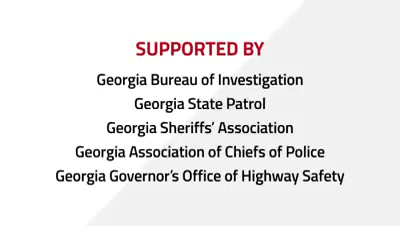 SUPPORTED BY
Georgia Bureau of Investigation
Georgia State Patrol
Georgia Sheriffs’ Association
Georgia Association of Chiefs of Police
Georgia Governor’s Office of Highway Safety